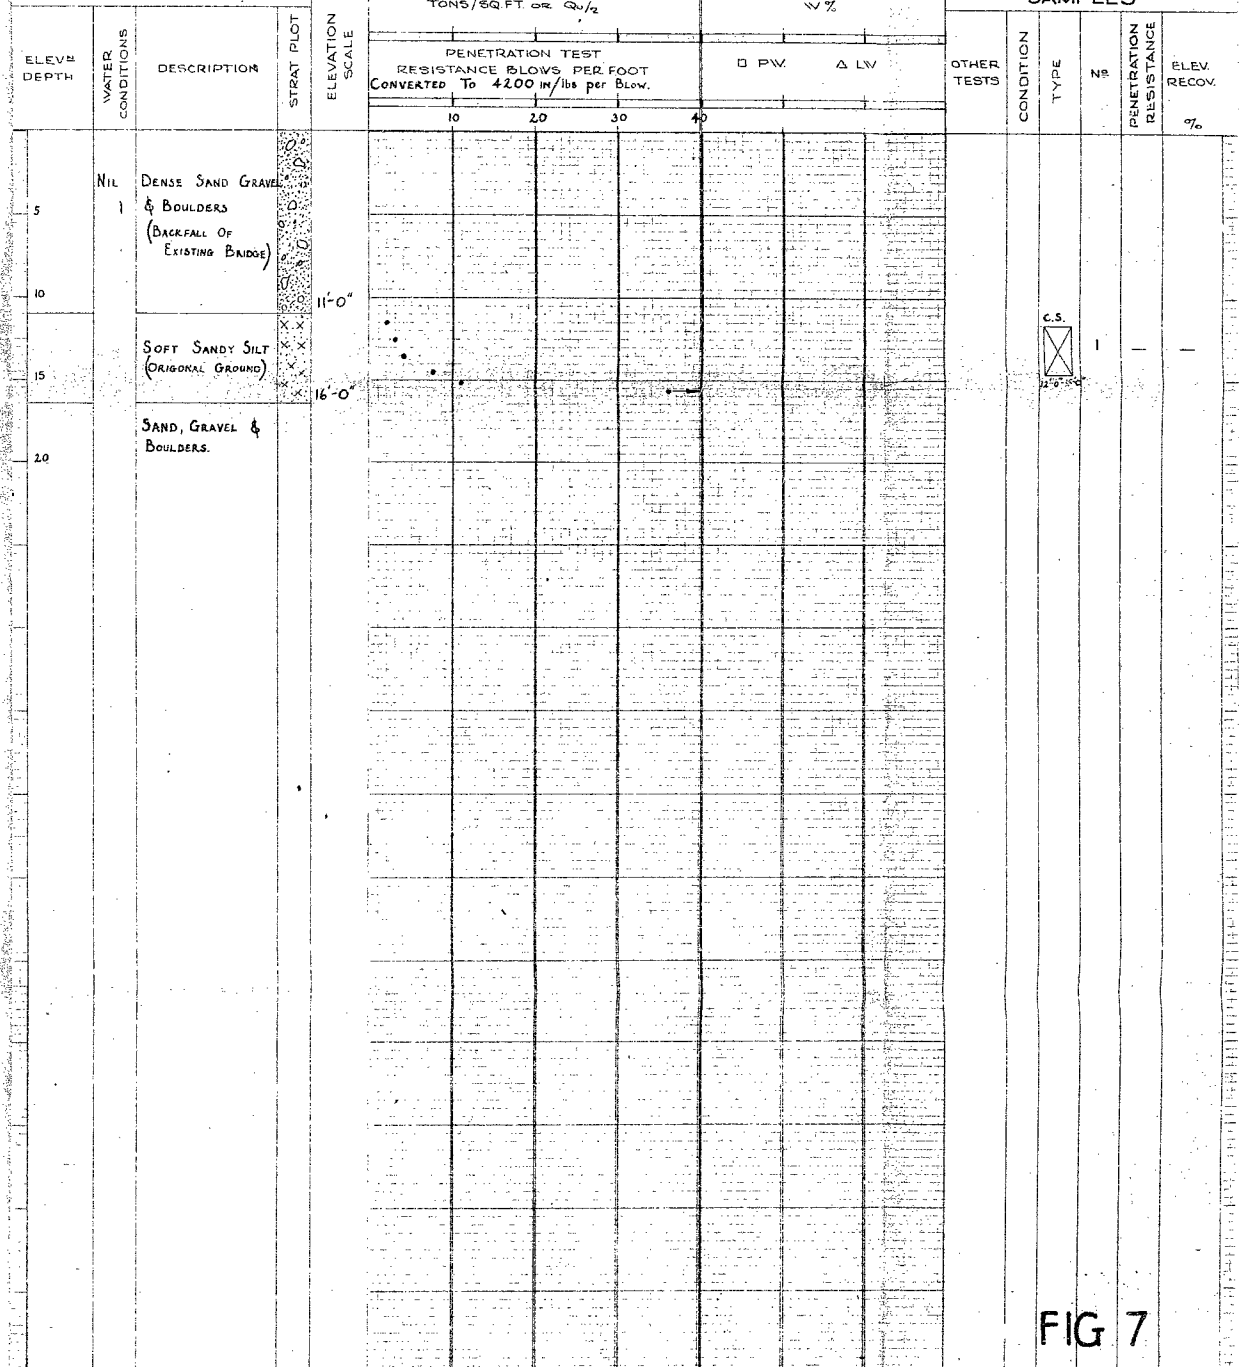 TONS/SQ.FT. OR QU/2
W %
SAMPLES
ELEVN DEPTH
WATER CONDITIONS
DESCRIPTION
STRAT PLOT
ELEVATION SCALE
PENETRATION TEST
RESISTANCE BLOWS PER FOOT
CONVERTED To 4200 IN/lbs per BLOW.
□ PW. Δ LW
OTHER TESTS
CONDITION
TYPE
Nº
PENETRATION RESISTANCE
ELEV. RECOV. %
10 20 30 40
NIL
DENSE SAND GRAVEL
5
& BOULDERS
(BACKFALL OF
EXISTING BRIDGE)
10
11'-0"
C.S.
SOFT SANDY SILT
1 — —
(ORIGONAL GROUND)
15
16'-0"
SAND, GRAVEL &
BOULDERS.
20
FIG 7